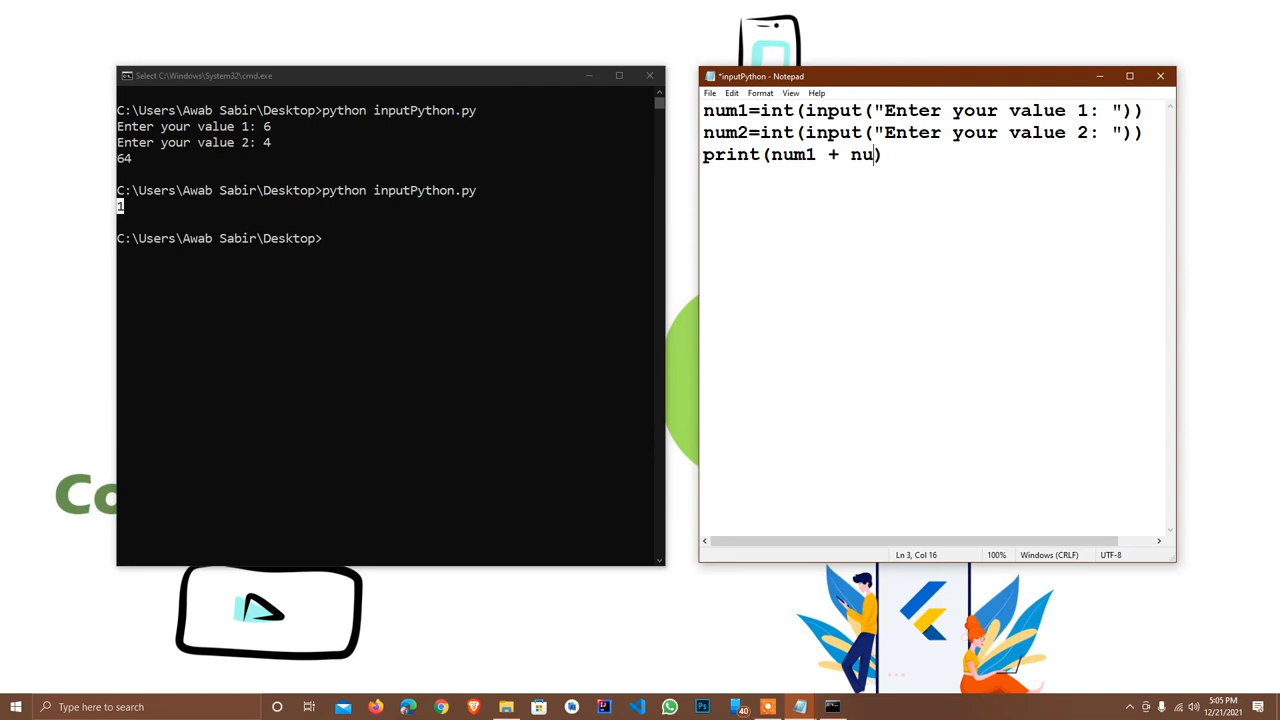 Select C:\Windows\System32\cmd.exe
C:\Users\Awab Sabir\Desktop>python inputPython.py
Enter your value 1: 6
Enter your value 2: 4
64
C:\Users\Awab Sabir\Desktop>python inputPython.py
1
C:\Users\Awab Sabir\Desktop>
*inputPython - Notepad
File Edit Format View Help
num1=int(input("Enter your value 1: "))
num2=int(input("Enter your value 2: "))
print(num1 + nu)
Ln 3, Col 16 100% Windows (CRLF) UTF-8
Co
Type here to search
40
5:05 PM
12/21/2021